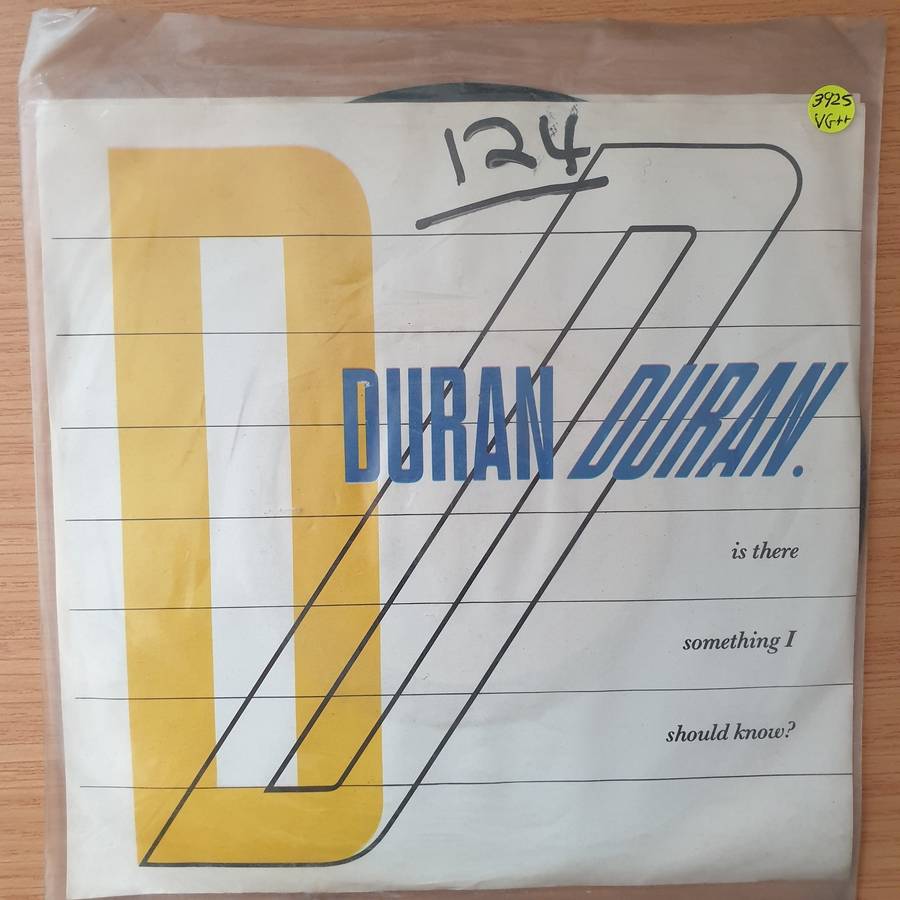 3925
VG++
124
DURAN DURAN.
is there
something I
should know?